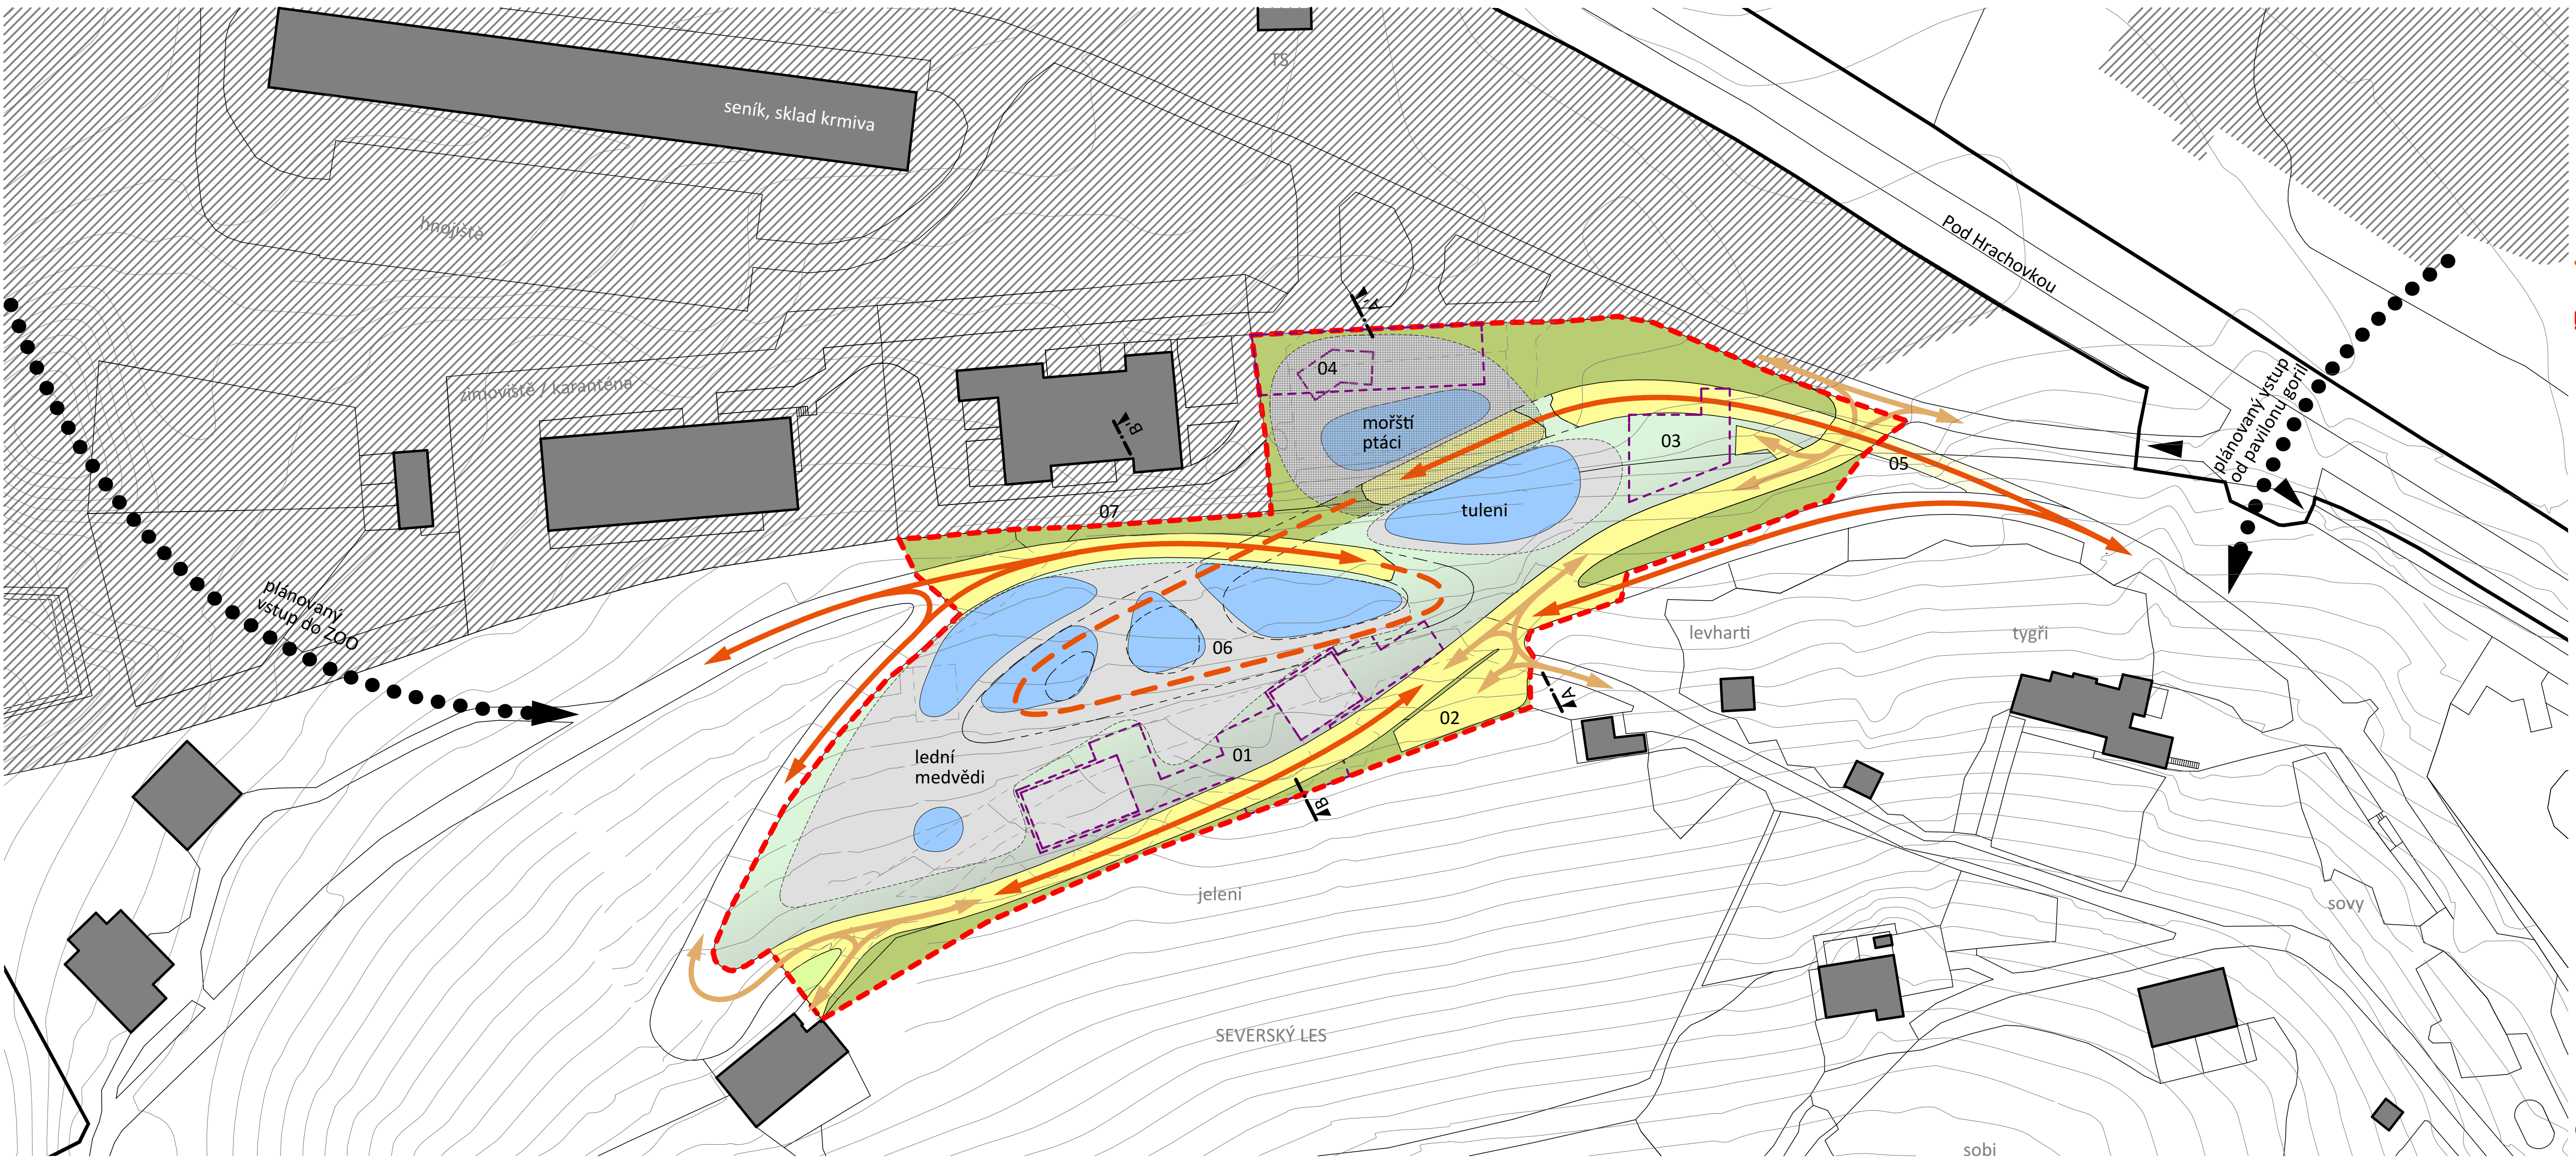 TS
seník, sklad krmiva
hnojiště
Pod Hrachovkou
A'
zimoviště / karanténa
04
mořští
ptáci
B'
03
plánovaný vstup
od pavilonu goril
05
07
tuleni
plánovaný
vstup do ZOO
levharti
tygři
06
A
02
01
lední
medvědi
B
jeleni
sovy
SEVERSKÝ LES
sobi